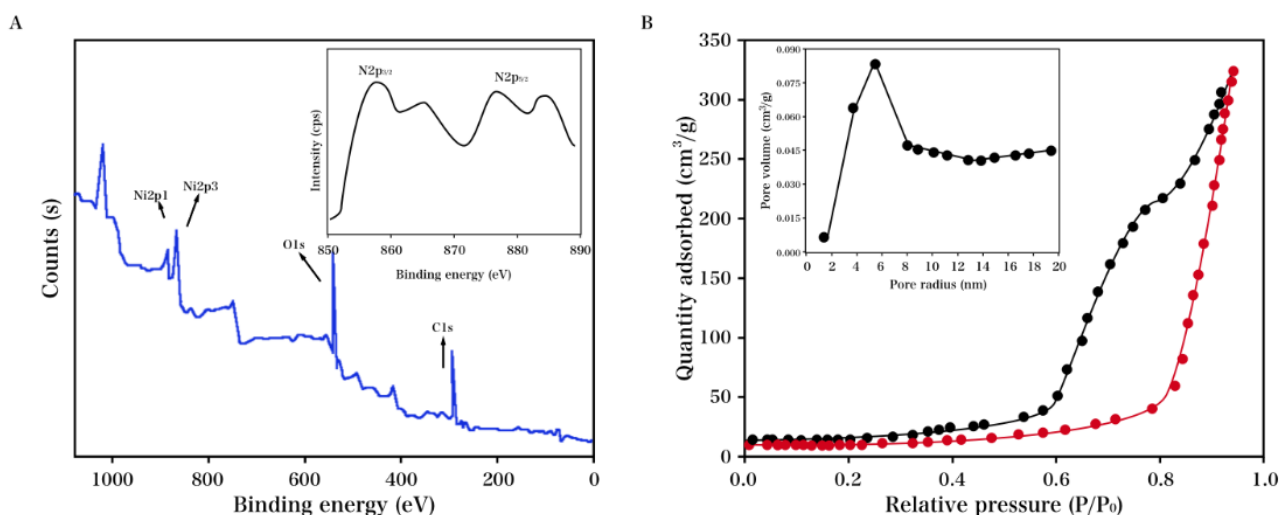 A
Counts (s)
Ni2p1
Ni2p3
O1s
C1s
1000
800
600
400
200
0
Binding energy (eV)
Intensity (cps)
N2p3/2
N2p5/2
850
860
870
880
890
Binding energy (eV)
B
Quantity adsorbed (cm³/g)
350
300
250
200
150
100
50
0
0.0
0.2
0.4
0.6
0.8
1.0
Relative pressure (P/P₀)
Pore volume (cm³/g)
0.090
0.075
0.060
0.045
0.030
0.015
0.000
2
4
6
8
10
12
14
16
18
20
Pore radius (nm)